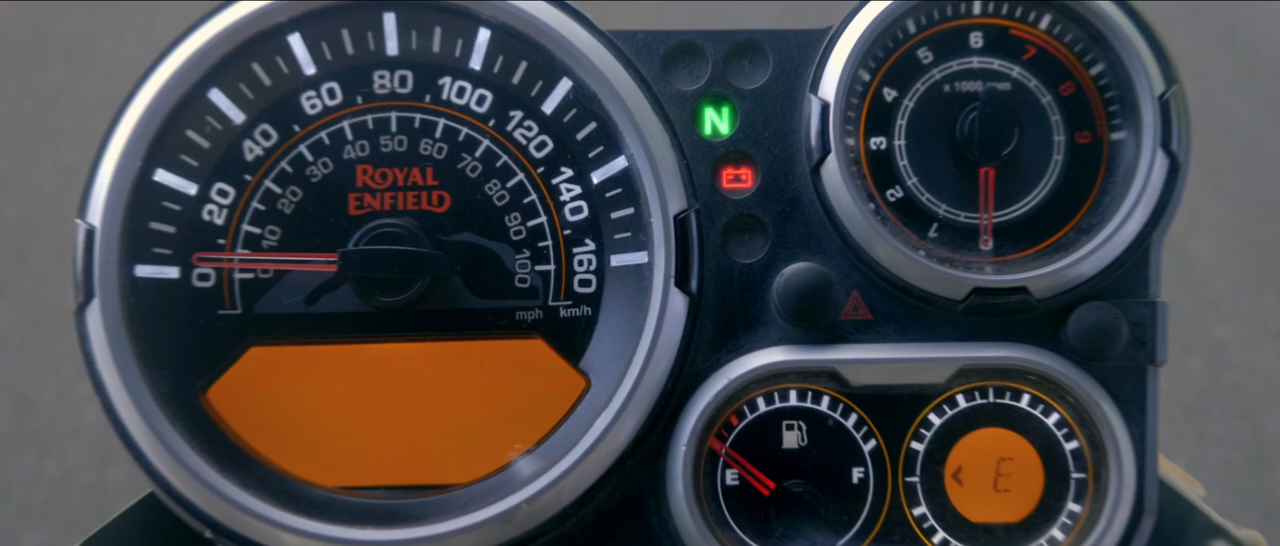 0 20 40 60 80 100 120 140 160
0 10 20 30 40 50 60 70 80 90 100
ROYAL
ENFIELD
mph km/h
N
1 2 3 4 5 6 7 8 9
x 1000
E F
< E